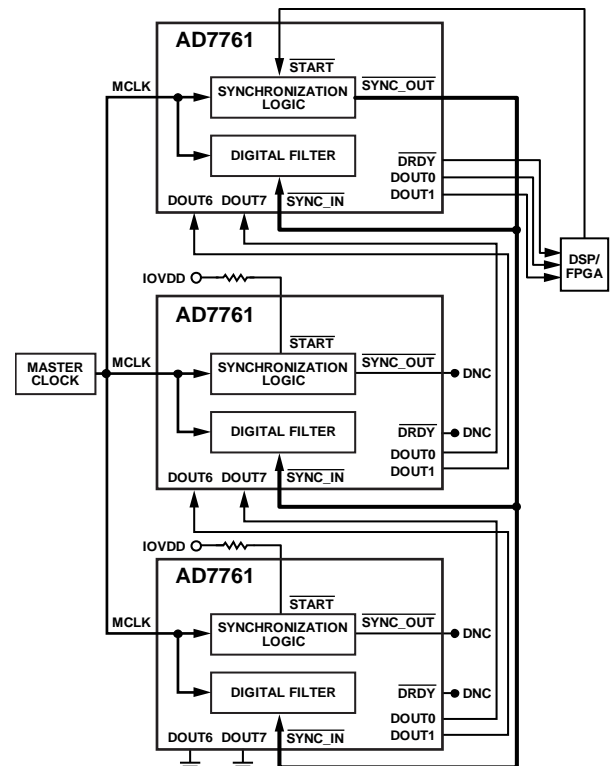 AD7761
START
MCLK
SYNCHRONIZATION
LOGIC
SYNC_OUT
DIGITAL FILTER
DRDY
DOUT0
DOUT1
DOUT6 DOUT7 SYNC_IN
DSP/
FPGA
IOVDD
AD7761
START
MASTER
CLOCK
MCLK
SYNCHRONIZATION
LOGIC
SYNC_OUT
DNC
DIGITAL FILTER
DRDY
DNC
DOUT0
DOUT1
DOUT6 DOUT7 SYNC_IN
IOVDD
AD7761
START
MCLK
SYNCHRONIZATION
LOGIC
SYNC_OUT
DNC
DIGITAL FILTER
DRDY
DNC
DOUT0
DOUT1
DOUT6 DOUT7 SYNC_IN